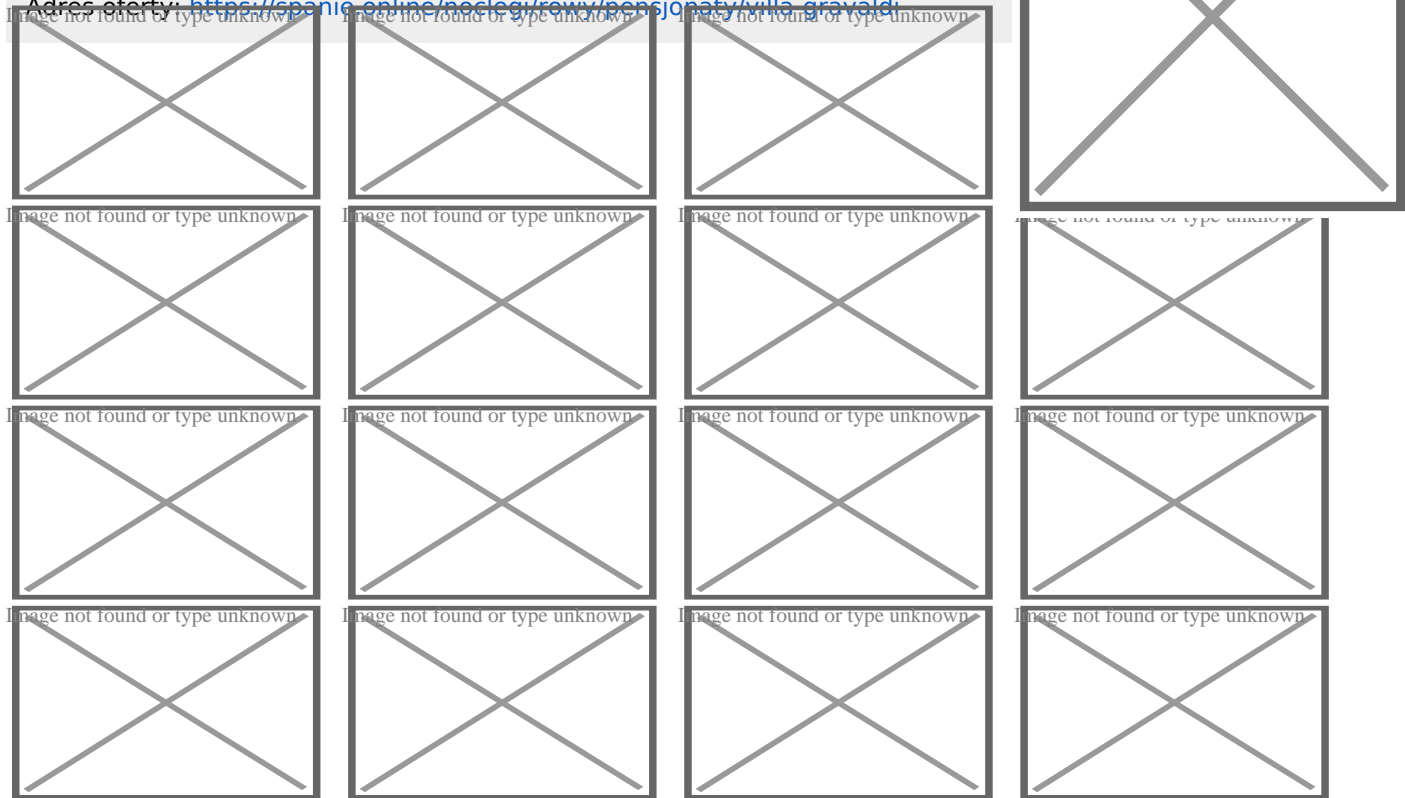 Adres oferty: https://spanie.online/noclegi/rowy/pensjonaty/villa-gravaldi
Image not found or type unknown Image not found or type unknown Image not found or type unknown
Image not found or type unknown Image not found or type unknown Image not found or type unknown Image not found or type unknown
Image not found or type unknown Image not found or type unknown Image not found or type unknown Image not found or type unknown
Image not found or type unknown Image not found or type unknown Image not found or type unknown Image not found or type unknown